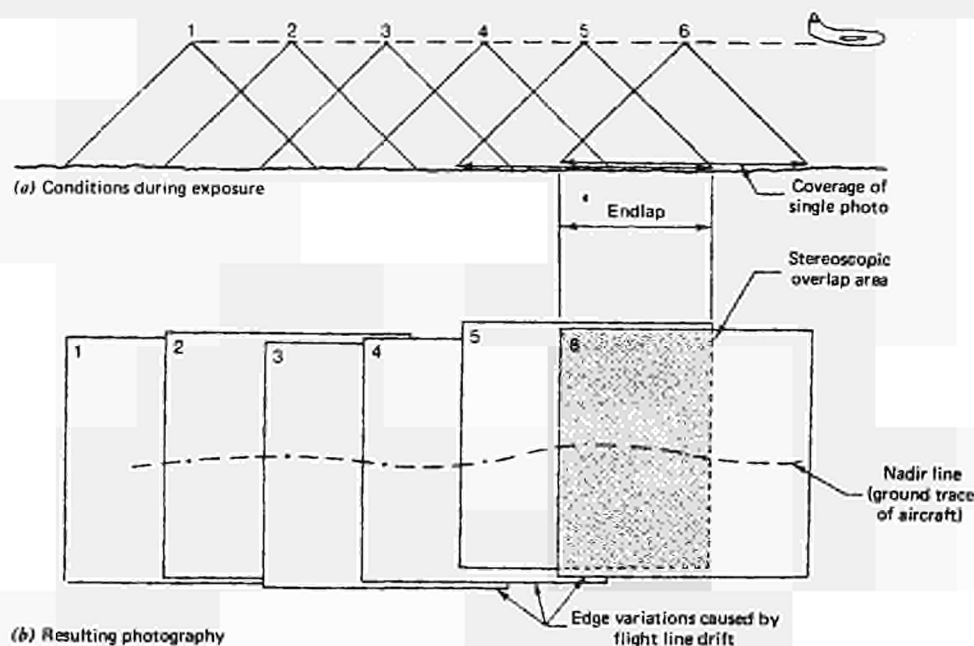 1 2 3 4 5 6
(a) Conditions during exposure
Coverage of
single photo
Endlap
Stereoscopic
overlap area
1 2 3 4 5 6
Nadir line
(ground trace
of aircraft)
Edge variations caused by
flight line drift
(b) Resulting photography